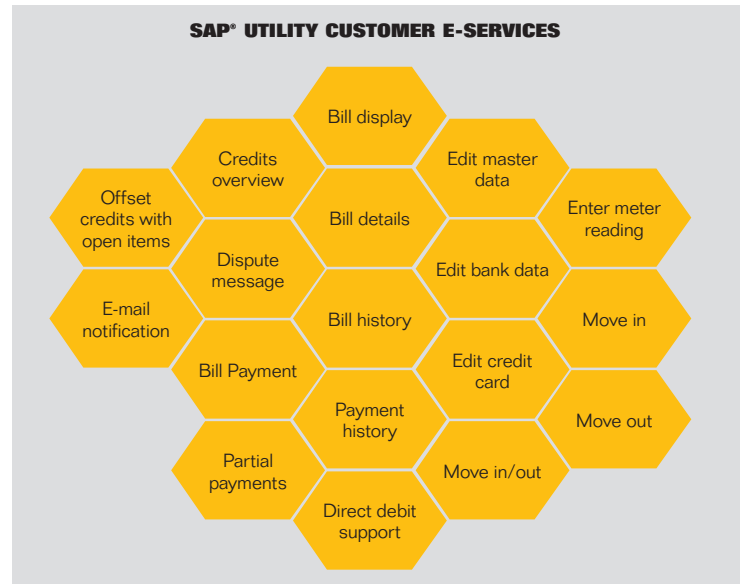 SAP® UTILITY CUSTOMER E-SERVICES
Bill display
Credits
overview
Edit master
data
Offset
credits with
open items
Bill details
Enter meter
reading
Dispute
message
Edit bank data
E-mail
notification
Bill history
Move in
Bill Payment
Edit credit
card
Payment
history
Move out
Partial
payments
Move in/out
Direct debit
support